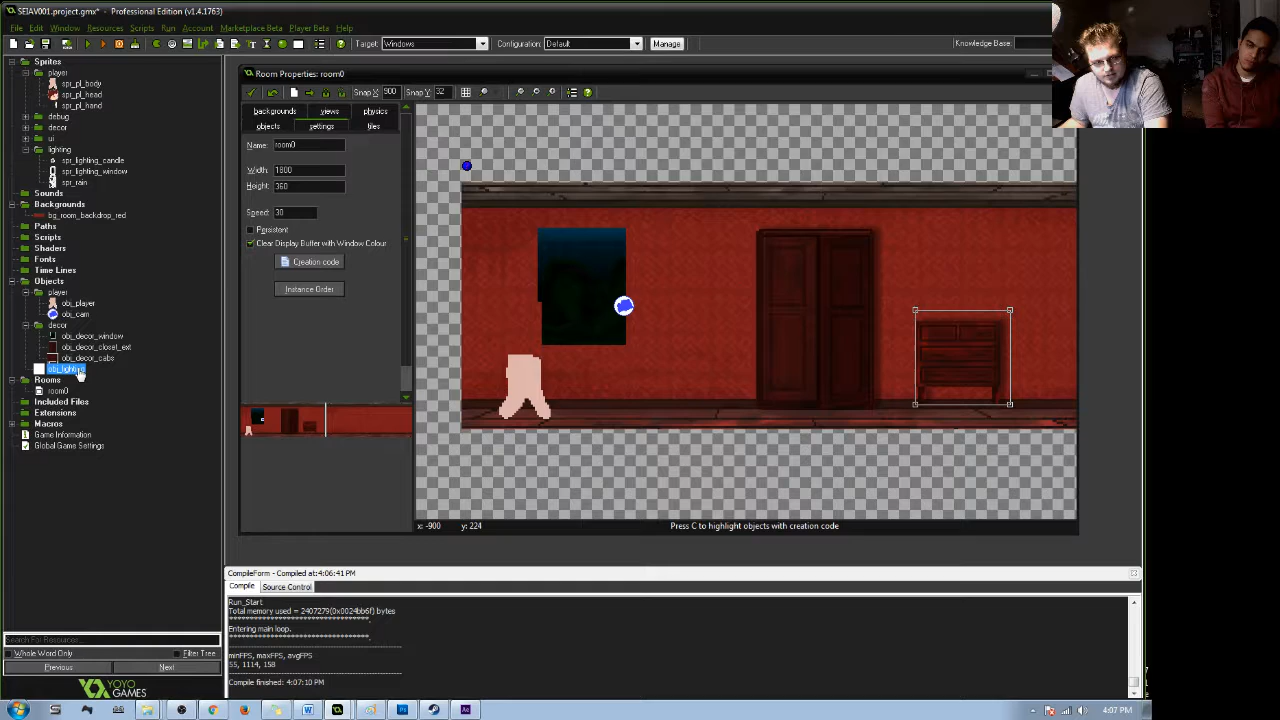 SEIAV001.project.gmx* - Professional Edition (v1.4.1763)
File Edit Window Resources Scripts Run Account Marketplace Beta Player Beta Help
Target: Windows Configuration: Default Manage Knowledge Base:
Sprites
player
spr_pl_body
spr_pl_head
spr_pl_hand
debug
decor
ui
lighting
spr_lighting_candle
spr_lighting_window
spr_rain
Sounds
Backgrounds
bg_room_backdrop_red
Paths
Scripts
Shaders
Fonts
Time Lines
Objects
player
obj_player
obj_cam
decor
obj_decor_window
obj_decor_closet_ext
obj_decor_cabs
obj_lighting
Rooms
room0
Included Files
Extensions
Macros
Game Information
Global Game Settings
Search For Resource...
Whole Word Only Filter Tree
Previous Next
YOYO
GAMES
Room Properties: room0
Snap X: 900 Snap Y: 32
backgrounds views physics
objects settings tiles
Name: room0
Width: 1800
Height: 360
Speed: 30
Persistent
Clear Display Buffer with Window Colour
Creation code
Instance Order
x: -900 y: 224 Press C to highlight objects with creation code
CompileForm - Compiled at:4:06:41 PM
Compile Source Control
Run_Start
Total memory used = 2407279(0x0024bb6f) bytes
**********************************.
Entering main loop.
**********************************.
minFPS, maxFPS, avgFPS
55, 1114, 158
Compile finished: 4:07:10 PM
4:07 PM